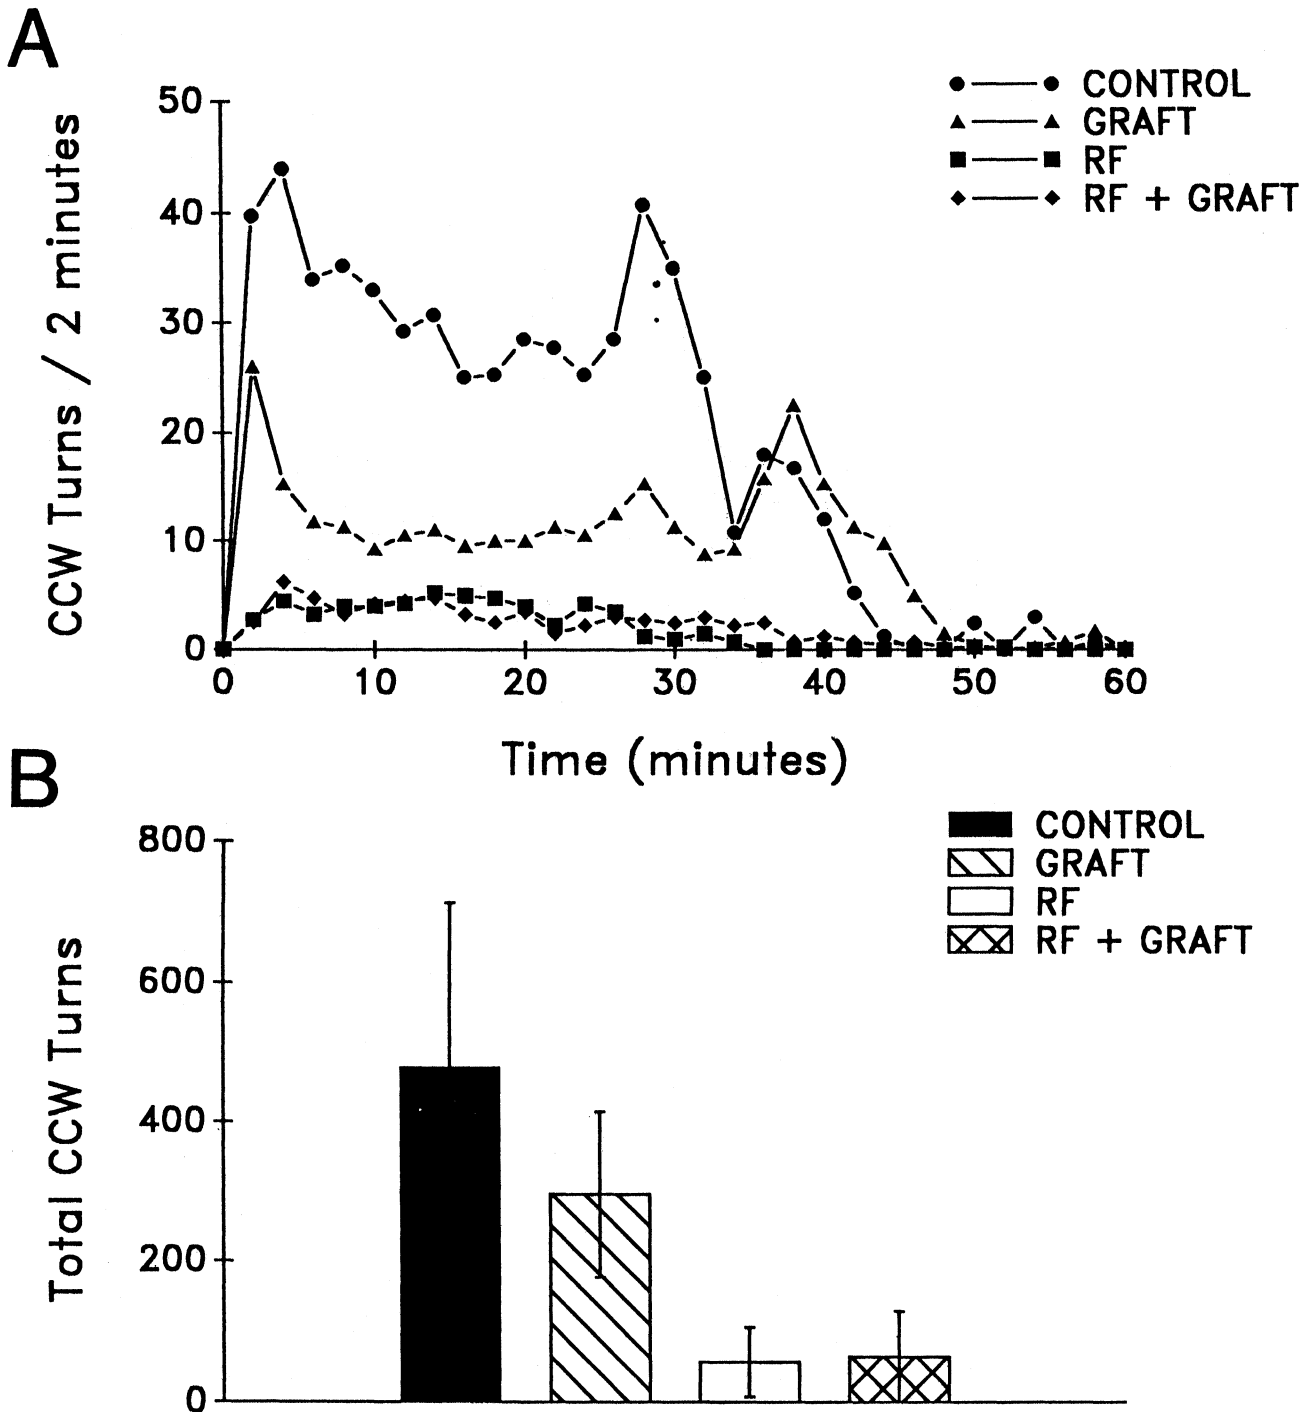 A
CONTROL
GRAFT
RF
RF + GRAFT
CCW Turns / 2 minutes
50
40
30
20
10
0
0 10 20 30 40 50 60
Time (minutes)
B
CONTROL
GRAFT
RF
RF + GRAFT
Total CCW Turns
800
600
400
200
0